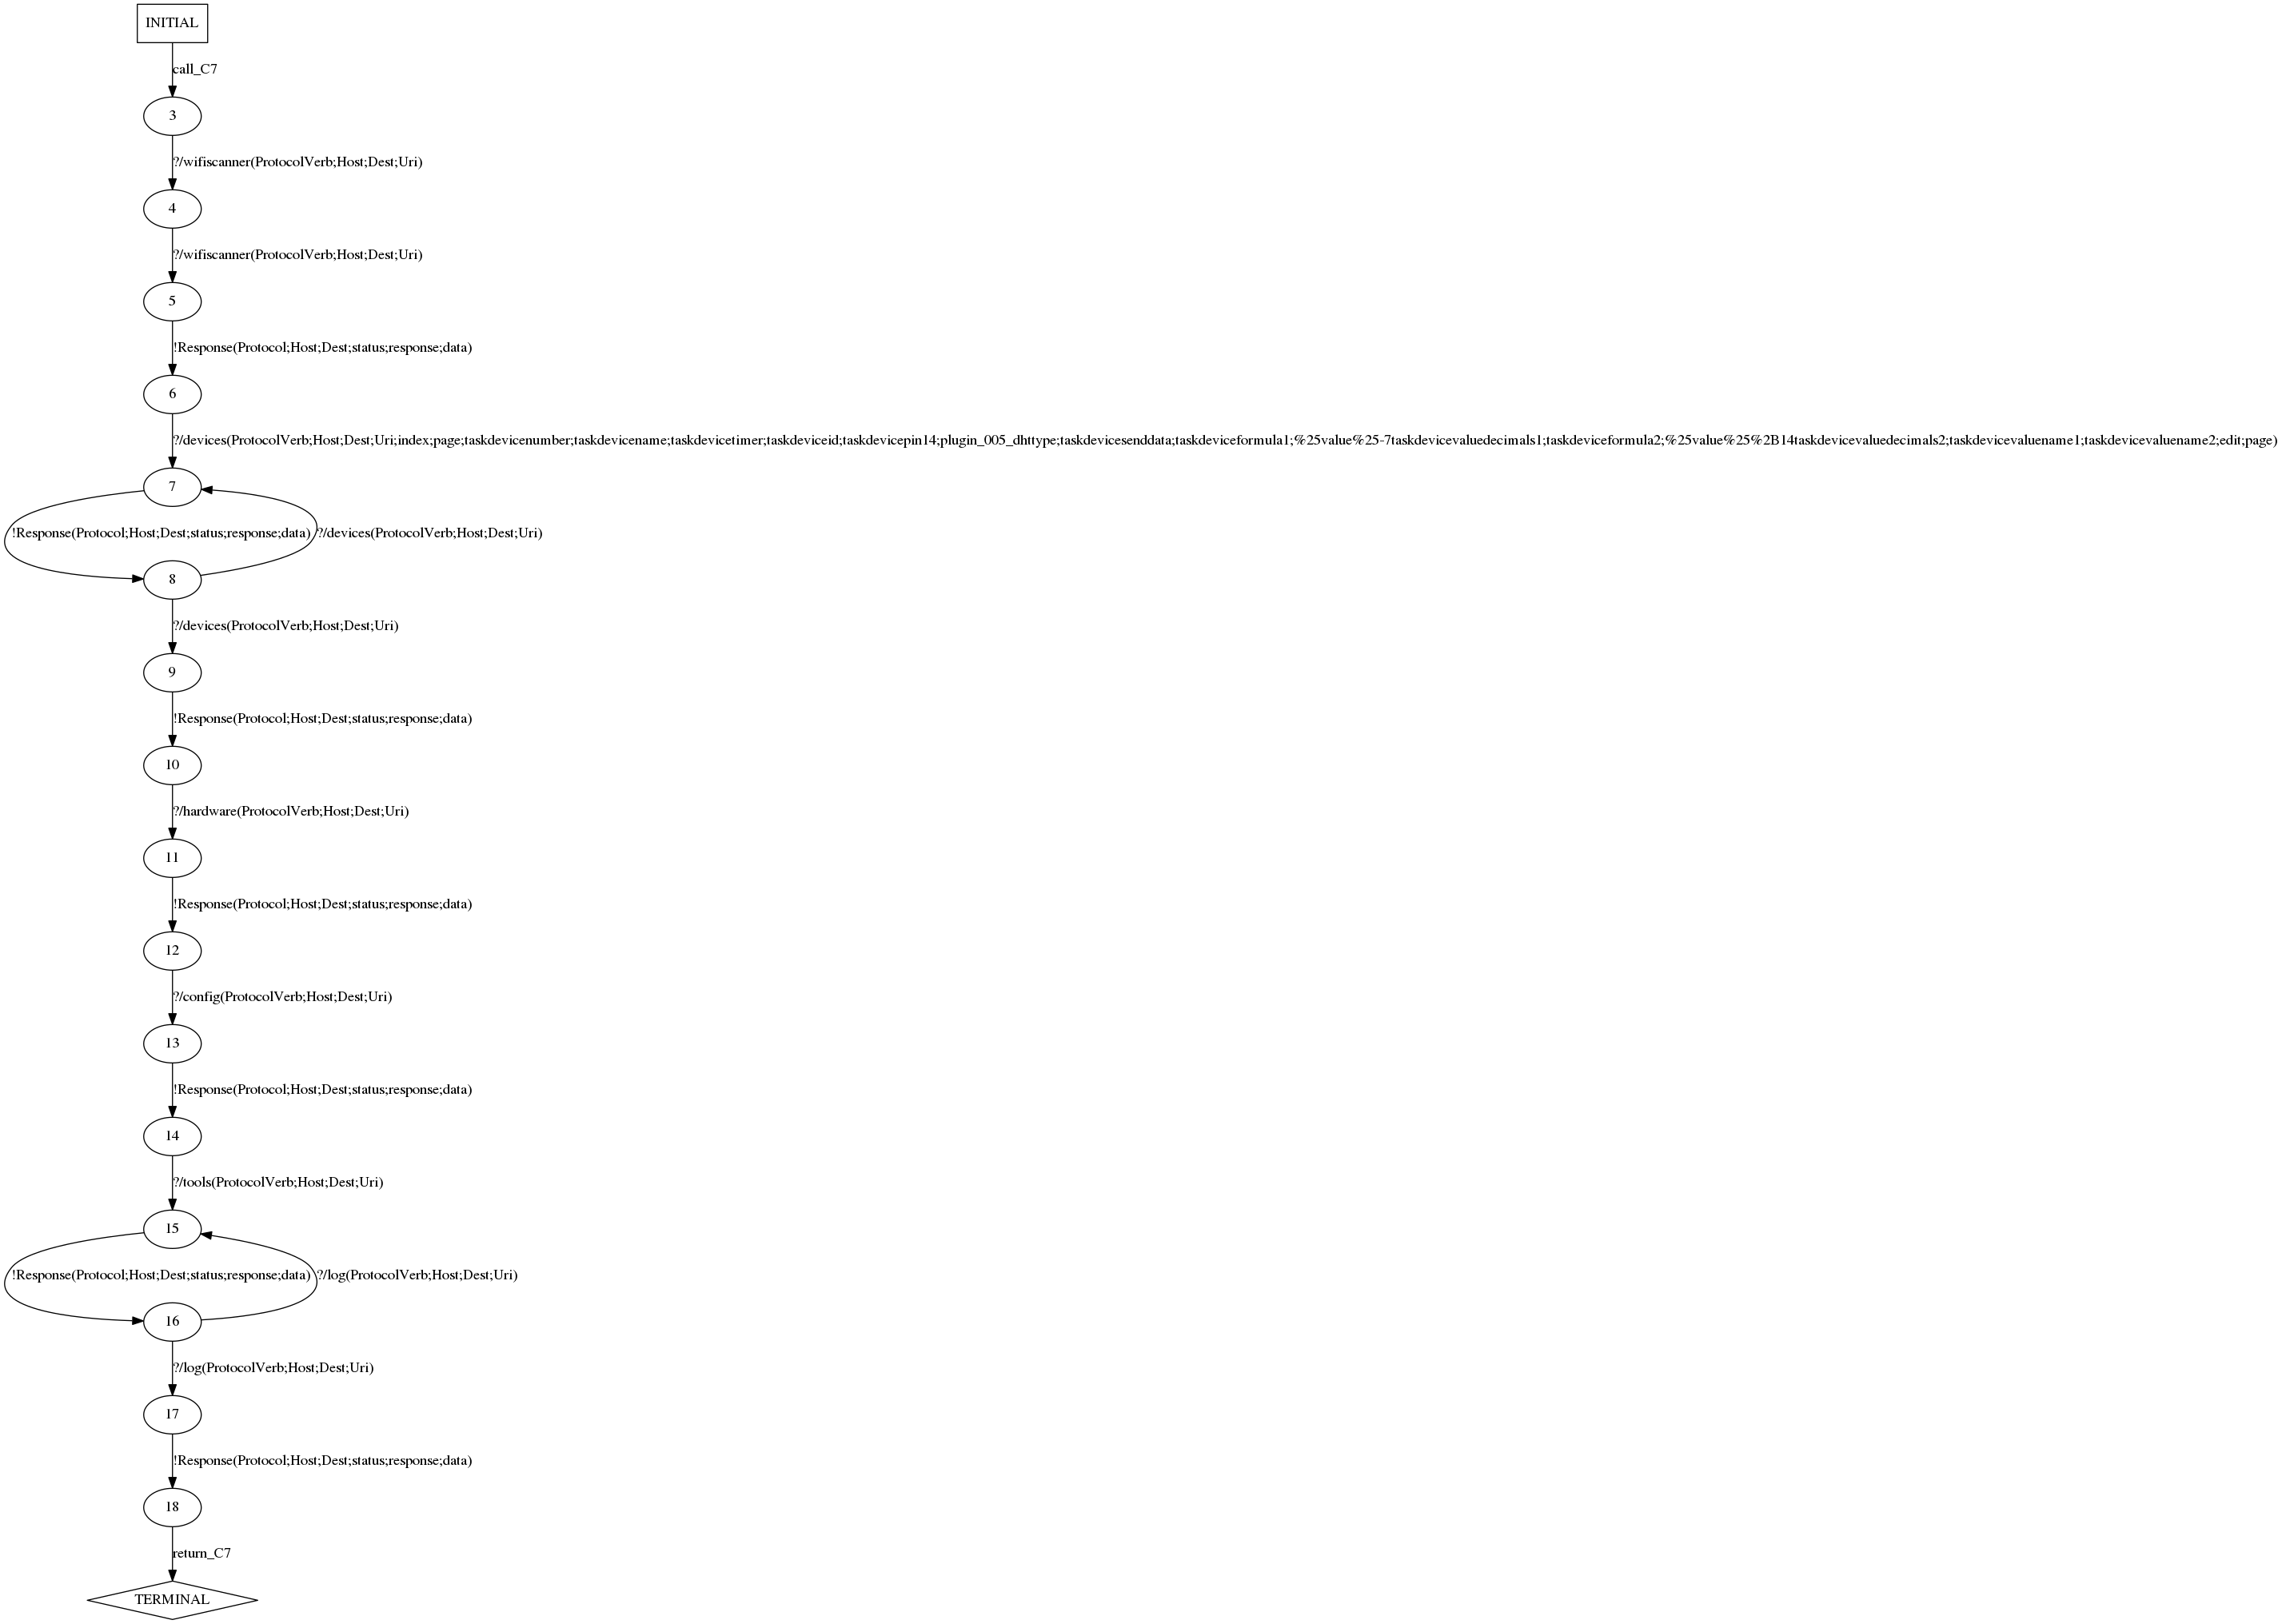 INITIAL
call_C7
3
?/wifiscanner(ProtocolVerb;Host;Dest;Uri)
4
?/wifiscanner(ProtocolVerb;Host;Dest;Uri)
5
!Response(Protocol;Host;Dest;status;response;data)
6
?/devices(ProtocolVerb;Host;Dest;Uri;index;page;taskdevicenumber;taskdevicename;taskdevicetimer;taskdeviceid;taskdevicepin14;plugin_005_dhttype;taskdevicesenddata;taskdeviceformula1;%25value%25-7taskdevicevaluedecimals1;taskdeviceformula2;%25value%25%2B14taskdevicevaluedecimals2;taskdevicevaluename1;taskdevicevaluename2;edit;page)
7
!Response(Protocol;Host;Dest;status;response;data) ?/devices(ProtocolVerb;Host;Dest;Uri)
8
?/devices(ProtocolVerb;Host;Dest;Uri)
9
!Response(Protocol;Host;Dest;status;response;data)
10
?/hardware(ProtocolVerb;Host;Dest;Uri)
11
!Response(Protocol;Host;Dest;status;response;data)
12
?/config(ProtocolVerb;Host;Dest;Uri)
13
!Response(Protocol;Host;Dest;status;response;data)
14
?/tools(ProtocolVerb;Host;Dest;Uri)
15
!Response(Protocol;Host;Dest;status;response;data) ?/log(ProtocolVerb;Host;Dest;Uri)
16
?/log(ProtocolVerb;Host;Dest;Uri)
17
!Response(Protocol;Host;Dest;status;response;data)
18
return_C7
TERMINAL